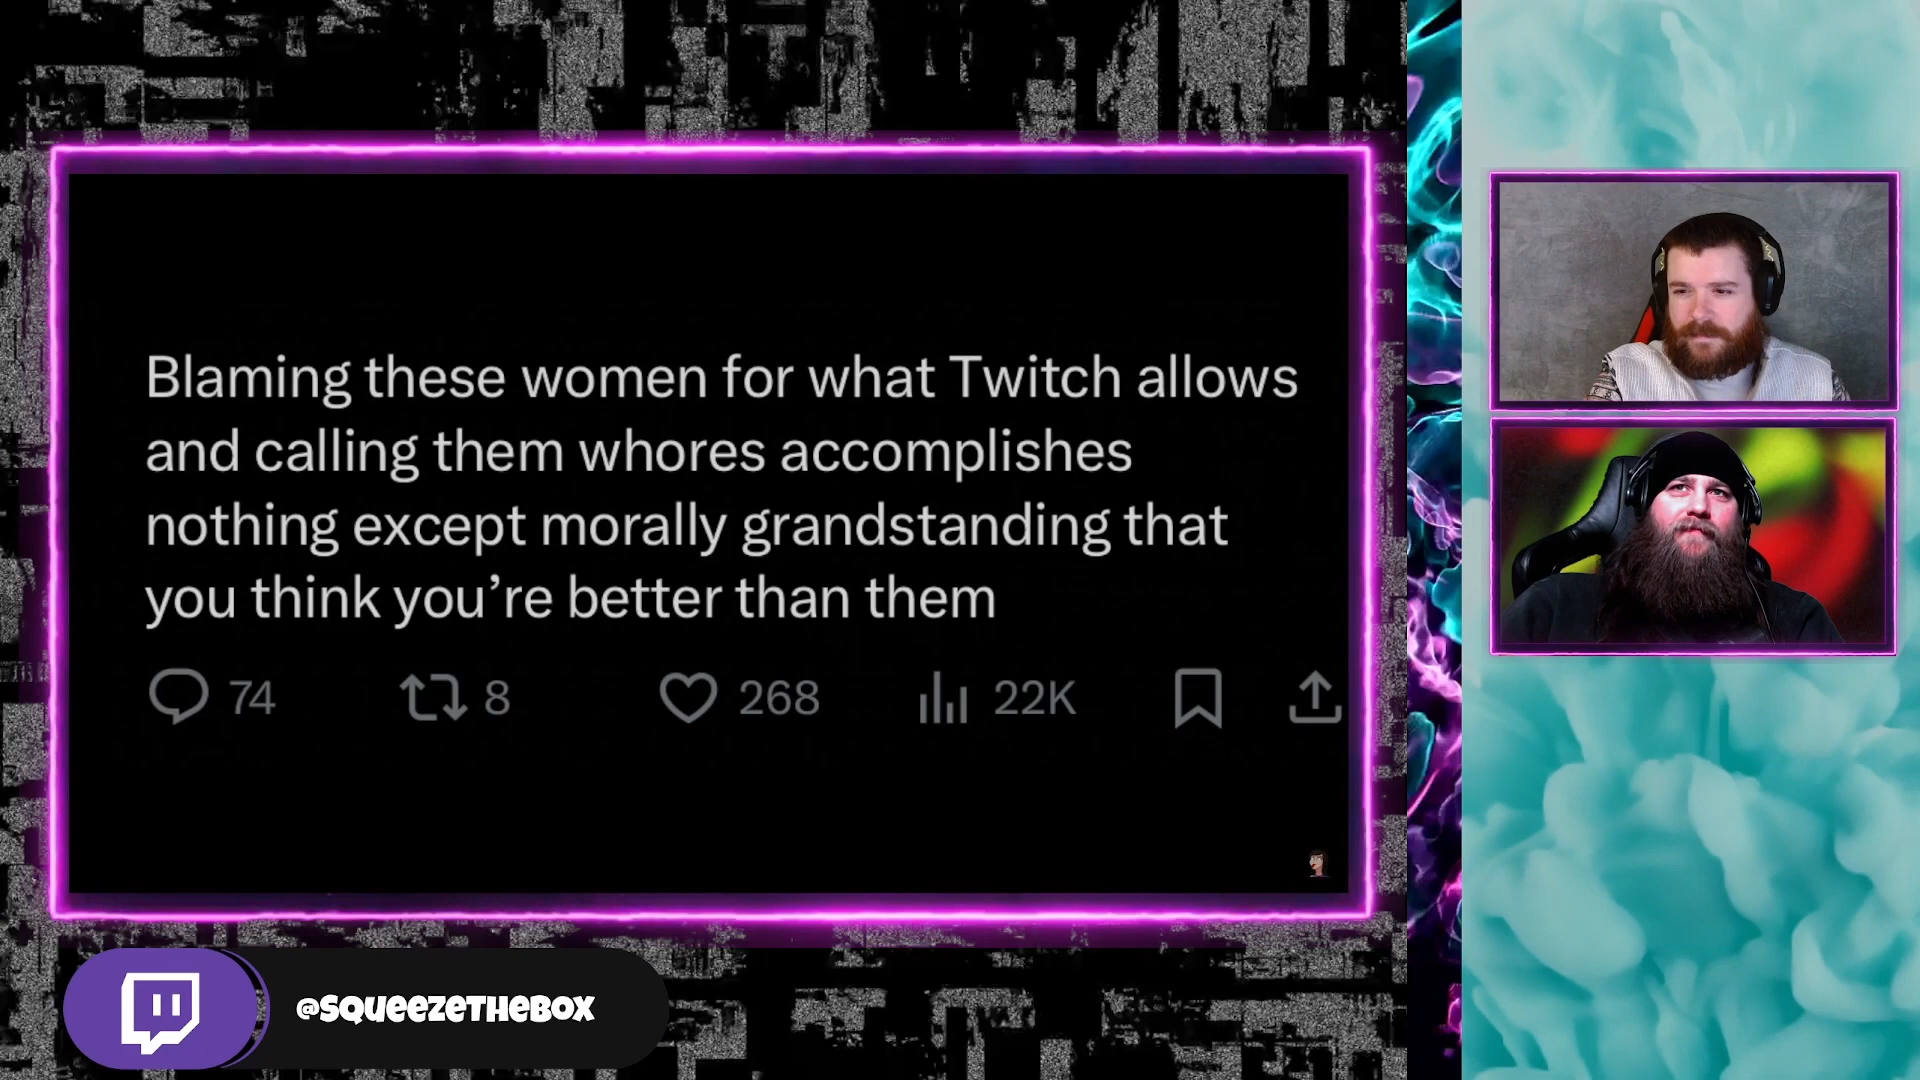 Blaming these women for what Twitch allows
and calling them whores accomplishes
nothing except morally grandstanding that
you think you’re better than them
74 8 268 22K
@SQUEEZETHEBOX